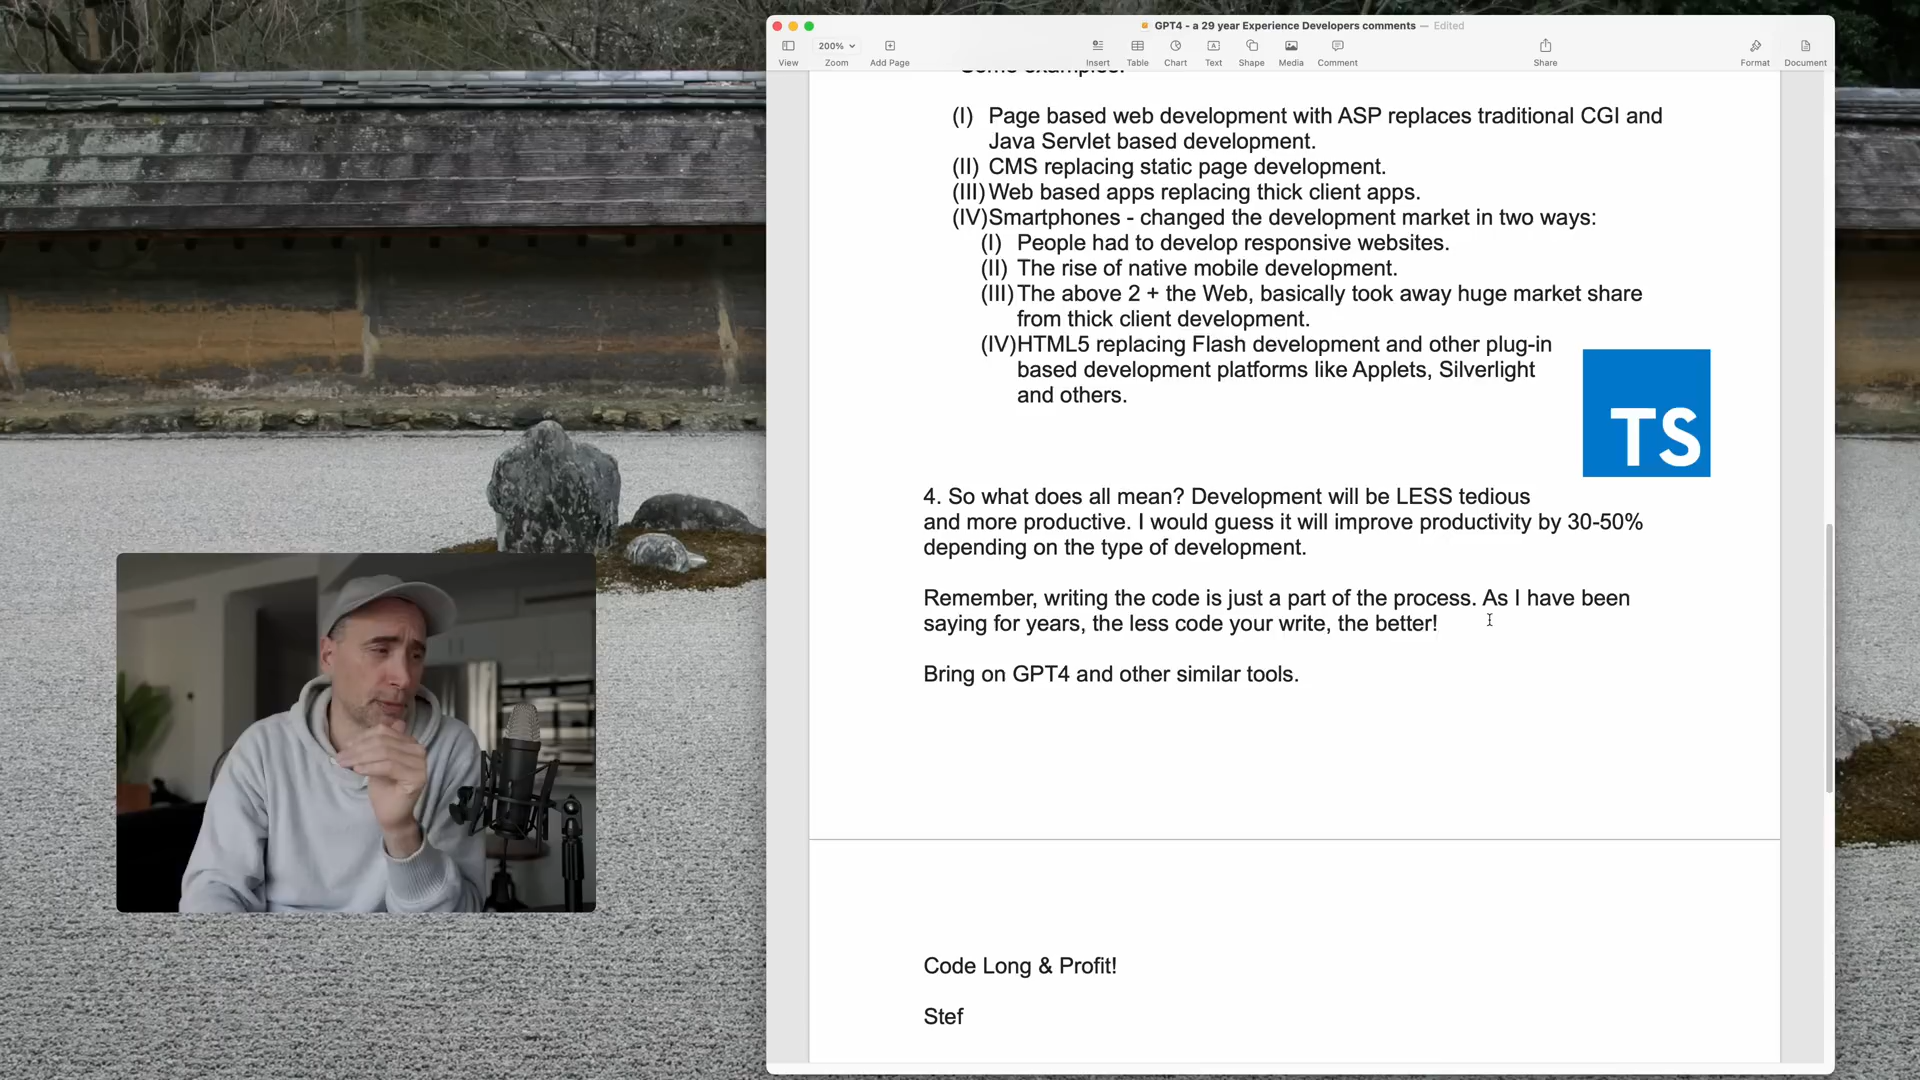 GPT4 - a 29 year Experience Developers comments — Edited
200%
View
Zoom
Add Page
Insert
Table
Chart
Text
Shape
Media
Comment
Share
Format
Document
Some examples:
(I) Page based web development with ASP replaces traditional CGI and
Java Servlet based development.
(II) CMS replacing static page development.
(III) Web based apps replacing thick client apps.
(IV) Smartphones - changed the development market in two ways:
(I) People had to develop responsive websites.
(II) The rise of native mobile development.
(III) The above 2 + the Web, basically took away huge market share
from thick client development.
(IV) HTML5 replacing Flash development and other plug-in
based development platforms like Applets, Silverlight
and others.
TS
4. So what does all mean? Development will be LESS tedious
and more productive. I would guess it will improve productivity by 30-50%
depending on the type of development.
Remember, writing the code is just a part of the process. As I have been
saying for years, the less code your write, the better!
Bring on GPT4 and other similar tools.
Code Long & Profit!
Stef